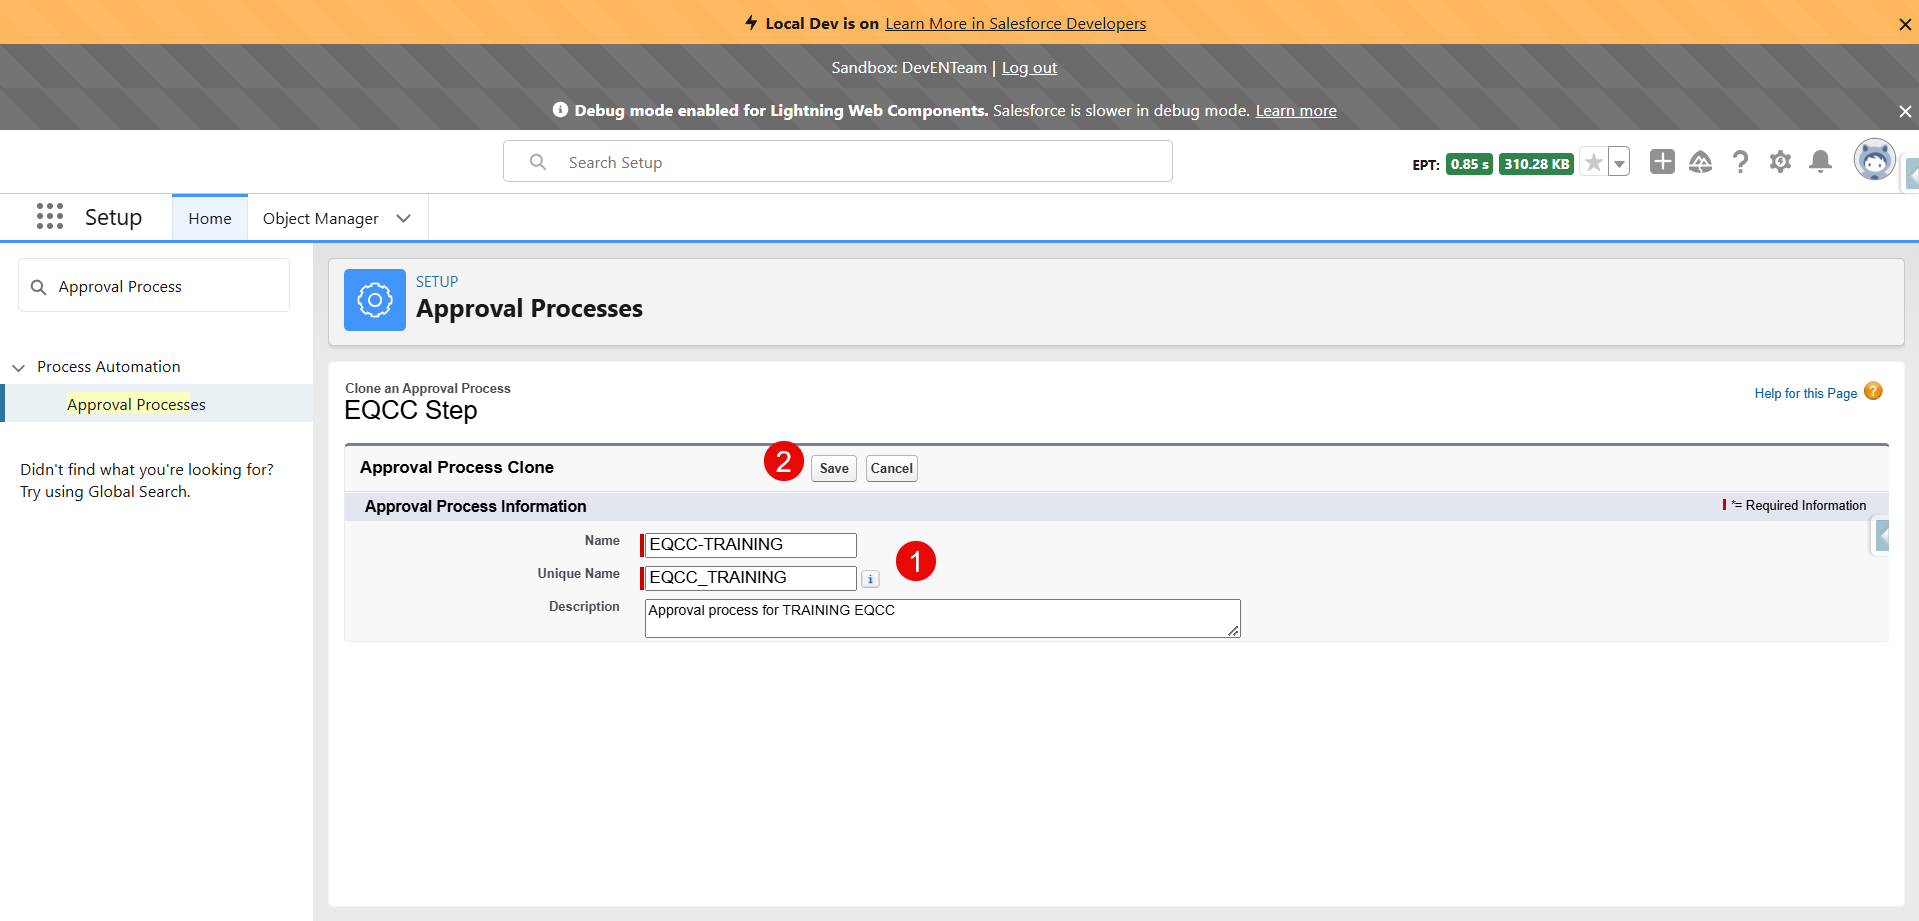 Local Dev is on Learn More in Salesforce Developers
Sandbox: DevENTeam | Log out
Debug mode enabled for Lightning Web Components. Salesforce is slower in debug mode. Learn more
Search Setup
EPT: 0.85 s 310.28 KB
Setup Home Object Manager
Approval Process
Process Automation
Approval Processes
Didn't find what you're looking for?
Try using Global Search.
SETUP
Approval Processes
Clone an Approval Process
EQCC Step
Help for this Page
Approval Process Clone 2 Save Cancel
Approval Process Information *= Required Information
Name EQCC-TRAINING
1
Unique Name EQCC_TRAINING
Description Approval process for TRAINING EQCC